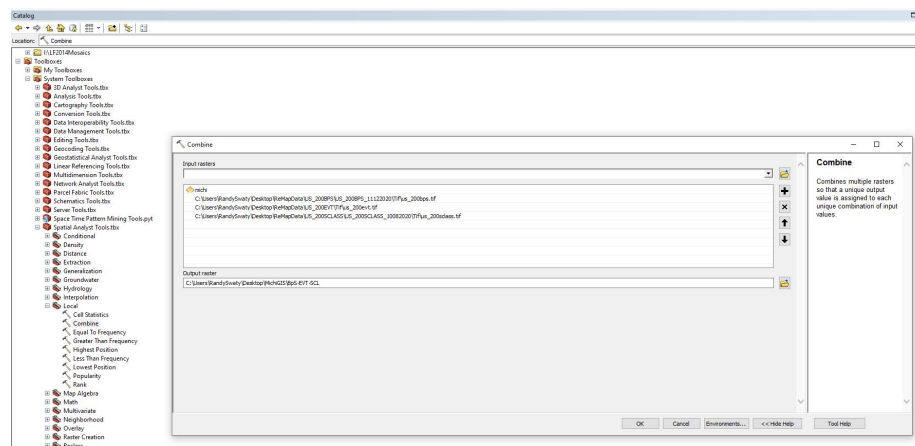 Catalog
Location: Combine
I:\LF2014Mosaics
Toolboxes
My Toolboxes
System Toolboxes
3D Analyst Tools.tbx
Analysis Tools.tbx
Cartography Tools.tbx
Conversion Tools.tbx
Data Interoperability Tools.tbx
Data Management Tools.tbx
Editing Tools.tbx
Geocoding Tools.tbx
Geostatistical Analyst Tools.tbx
Linear Referencing Tools.tbx
Multidimension Tools.tbx
Network Analyst Tools.tbx
Parcel Fabric Tools.tbx
Schematics Tools.tbx
Server Tools.tbx
Space Time Pattern Mining Tools.pyt
Spatial Analyst Tools.tbx
Conditional
Density
Distance
Extraction
Generalization
Groundwater
Hydrology
Interpolation
Local
Cell Statistics
Combine
Equal To Frequency
Greater Than Frequency
Highest Position
Less Than Frequency
Lowest Position
Popularity
Rank
Map Algebra
Math
Multivariate
Neighborhood
Overlay
Raster Creation
Reclass
Combine
Input rasters
michi
C:\Users\RandySwaty\Desktop\ReMapData\US_200BPS\US_200BPS_11122020\Tif\us_200bps.tif
C:\Users\RandySwaty\Desktop\ReMapData\US_200EVT\Tif\us_200evt.tif
C:\Users\RandySwaty\Desktop\ReMapData\US_200SCLASS\US_200SCLASS_10082020\Tif\us_200sclass.tif
Output raster
C:\Users\RandySwaty\Desktop\MichiGIS\BpS-EVT-SCL
OK Cancel Environments... << Hide Help Tool Help
Combine
Combines multiple rasters
so that a unique output
value is assigned to each
unique combination of input
values.